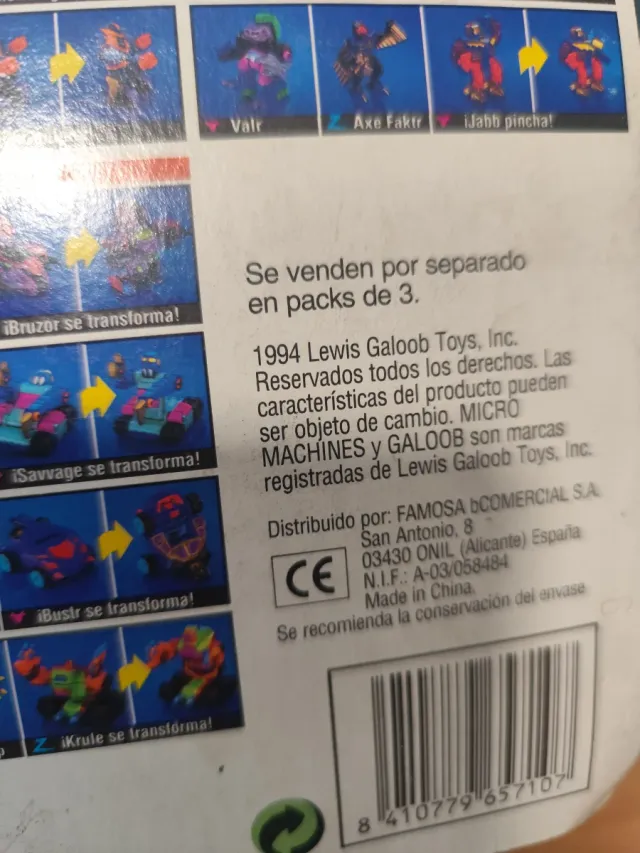 Valr
Axe Faktr
¡Jabb pincha!
¡Bruzor se transforma!
¡Savvage se transforma!
¡Bustr se transforma!
¡Krule se transforma!
Se venden por separado
en packs de 3.
1994 Lewis Galoob Toys, Inc.
Reservados todos los derechos. Las
características del producto pueden
ser objeto de cambio. MICRO
MACHINES y GALOOB son marcas
registradas de Lewis Galoob Toys, Inc.
Distribuido por: FAMOSA bCOMERCIAL S.A.
San Antonio, 8
03430 ONIL (Alicante) España
N.I.F.: A-03/058484
Made in China.
CE
Se recomienda la conservación del envase
8 410779 657107